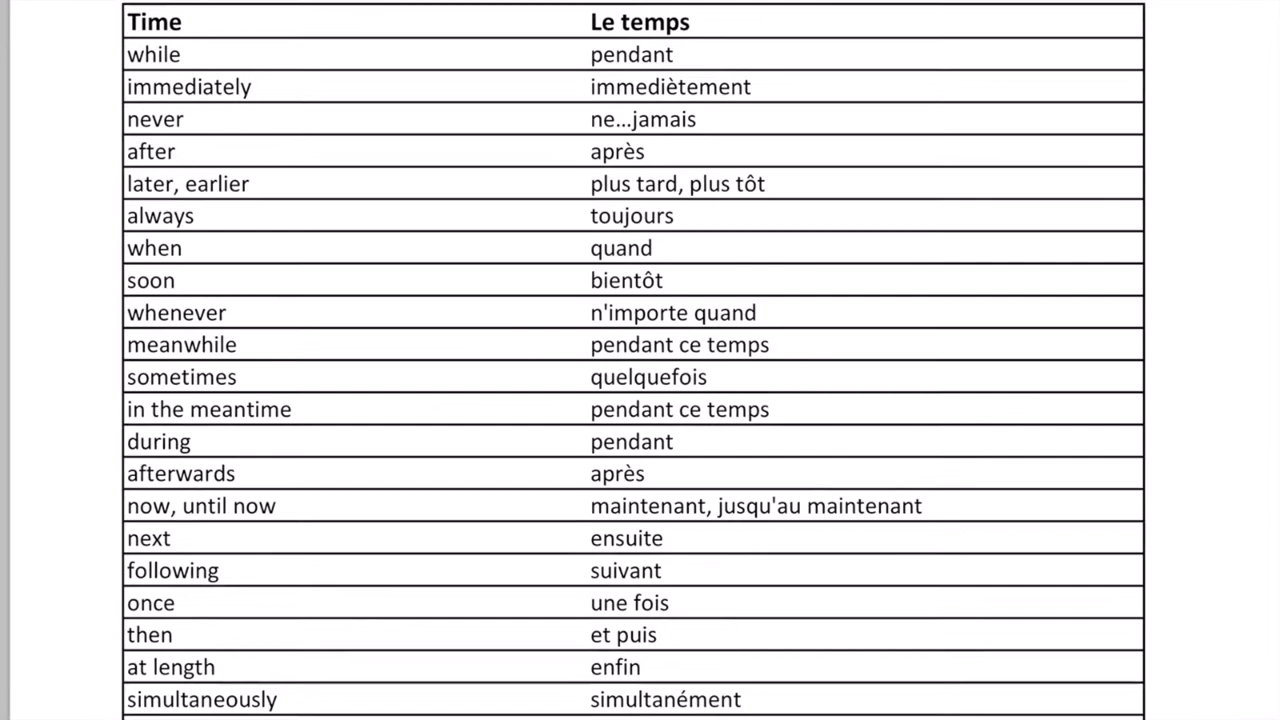 Time Le temps
while pendant
immediately immediètement
never ne...jamais
after après
later, earlier plus tard, plus tôt
always toujours
when quand
soon bientôt
whenever n'importe quand
meanwhile pendant ce temps
sometimes quelquefois
in the meantime pendant ce temps
during pendant
afterwards après
now, until now maintenant, jusqu'au maintenant
next ensuite
following suivant
once une fois
then et puis
at length enfin
simultaneously simultanément